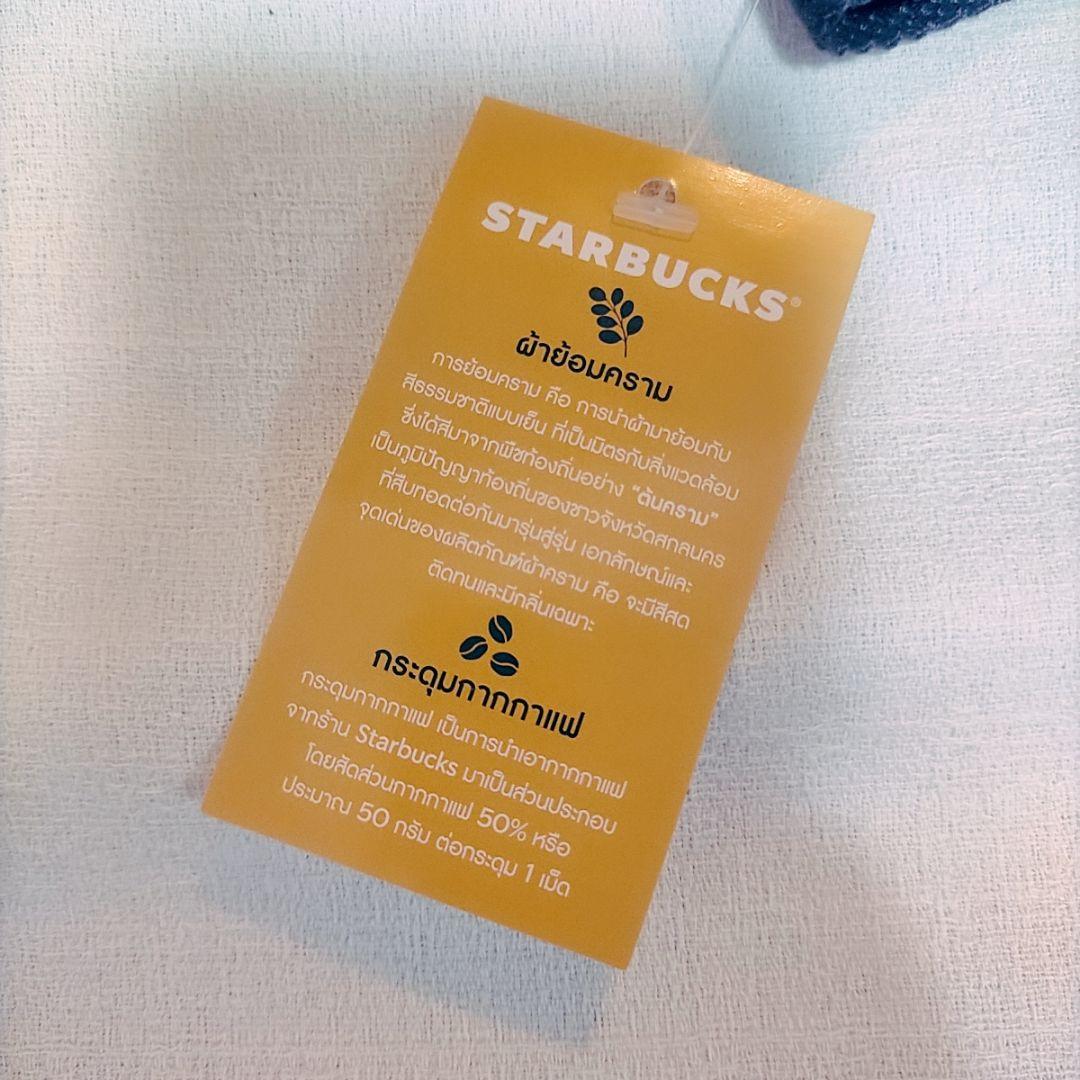 STARBUCKS®
ผ้าย้อมคราม
การย้อมคราม คือ การนำผ้ามาย้อมกับ
สีธรรมชาติแบบเย็น ที่เป็นมิตรกับสิ่งแวดล้อม
ซึ่งได้สีมาจากพืชท้องถิ่นอย่าง “ต้นคราม”
เป็นภูมิปัญญาท้องถิ่นของชาวจังหวัดสกลนคร
ที่สืบทอดต่อกันมารุ่นสู่รุ่น เอกลักษณ์และ
จุดเด่นของผลิตภัณฑ์ผ้าคราม คือ จะมีสีสด
ติดทนและมีกลิ่นเฉพาะ
กระดุมกากกาแฟ
กระดุมกากกาแฟ เป็นการนำเอากากกาแฟ
จากร้าน Starbucks มาเป็นส่วนประกอบ
โดยสัดส่วนกากกาแฟ 50% หรือ
ประมาณ 50 กรัม ต่อกระดุม 1 เม็ด